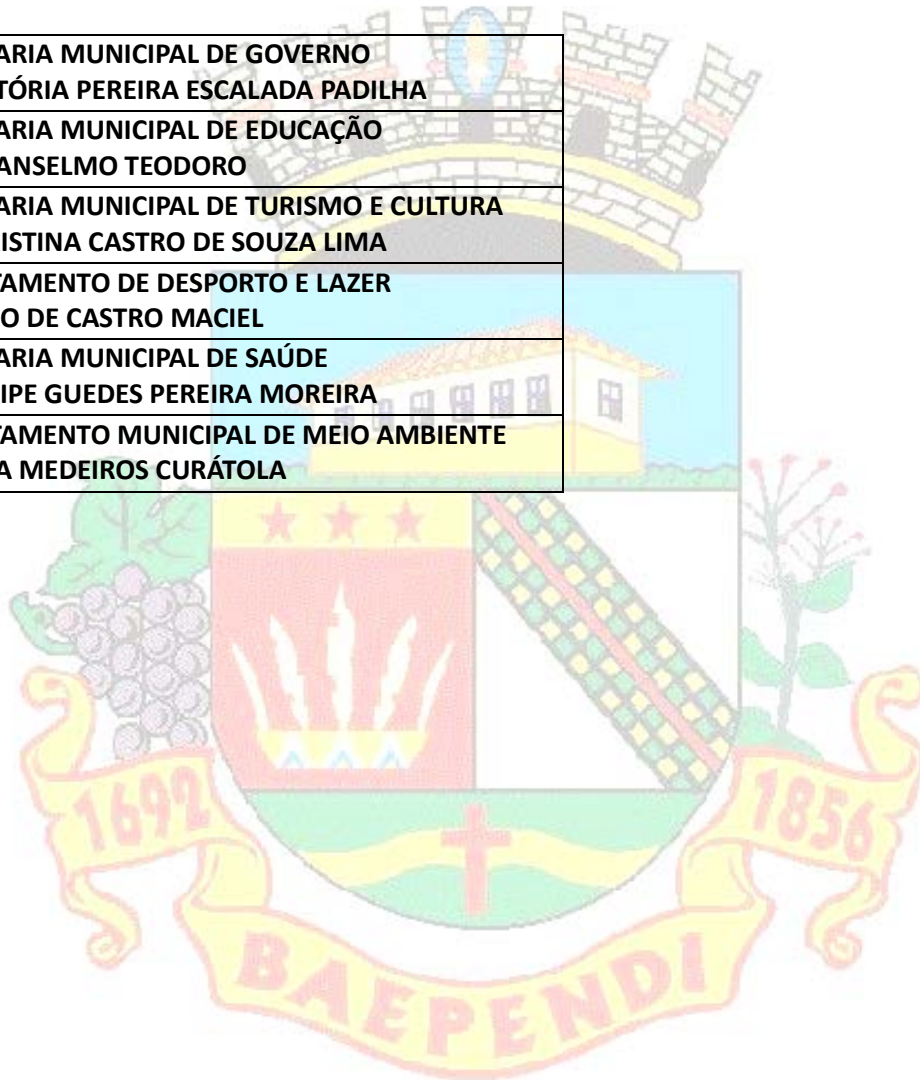 ARIA MUNICIPAL DE GOVERNO
TÓRIA PEREIRA ESCALADA PADILHA
ARIA MUNICIPAL DE EDUCAÇÃO
ANSELMO TEODORO
ARIA MUNICIPAL DE TURISMO E CULTURA
ISTINA CASTRO DE SOUZA LIMA
TAMENTO DE DESPORTO E LAZER
O DE CASTRO MACIEL
ARIA MUNICIPAL DE SAÚDE
IPE GUEDES PEREIRA MOREIRA
TAMENTO MUNICIPAL DE MEIO AMBIENTE
A MEDEIROS CURÁTOLA
1692
1856
BAEPENDI